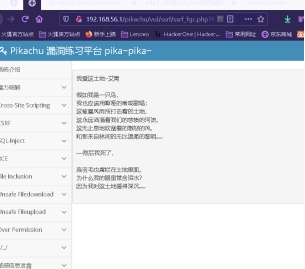 192.168.56.1/pikachu/vul/ssrf/ssrf_fgc.php?
火狐官方站点 新手上路 Lenovo HackerOne | Hacker... 常用网址 京东商城
Pikachu 漏洞练习平台 pika~pika~
系统介绍
暴力破解
Cross-Site Scripting
CSRF
SQL-Inject
RCE
File Inclusion
Unsafe Filedownload
Unsafe Fileupload
Over Permission
../../
敏感信息泄露
我爱这土地-艾青
假如我是一只鸟,
我也应该用嘶哑的喉咙歌唱:
这被暴风雨所打击着的土地,
这永远汹涌着我们的悲愤的河流,
这无止息地吹刮着的激怒的风,
和那来自林间的无比温柔的黎明……
—然后我死了,
连羽毛也腐烂在土地里面。
为什么我的眼里常含泪水?
因为我对这土地爱得深沉……